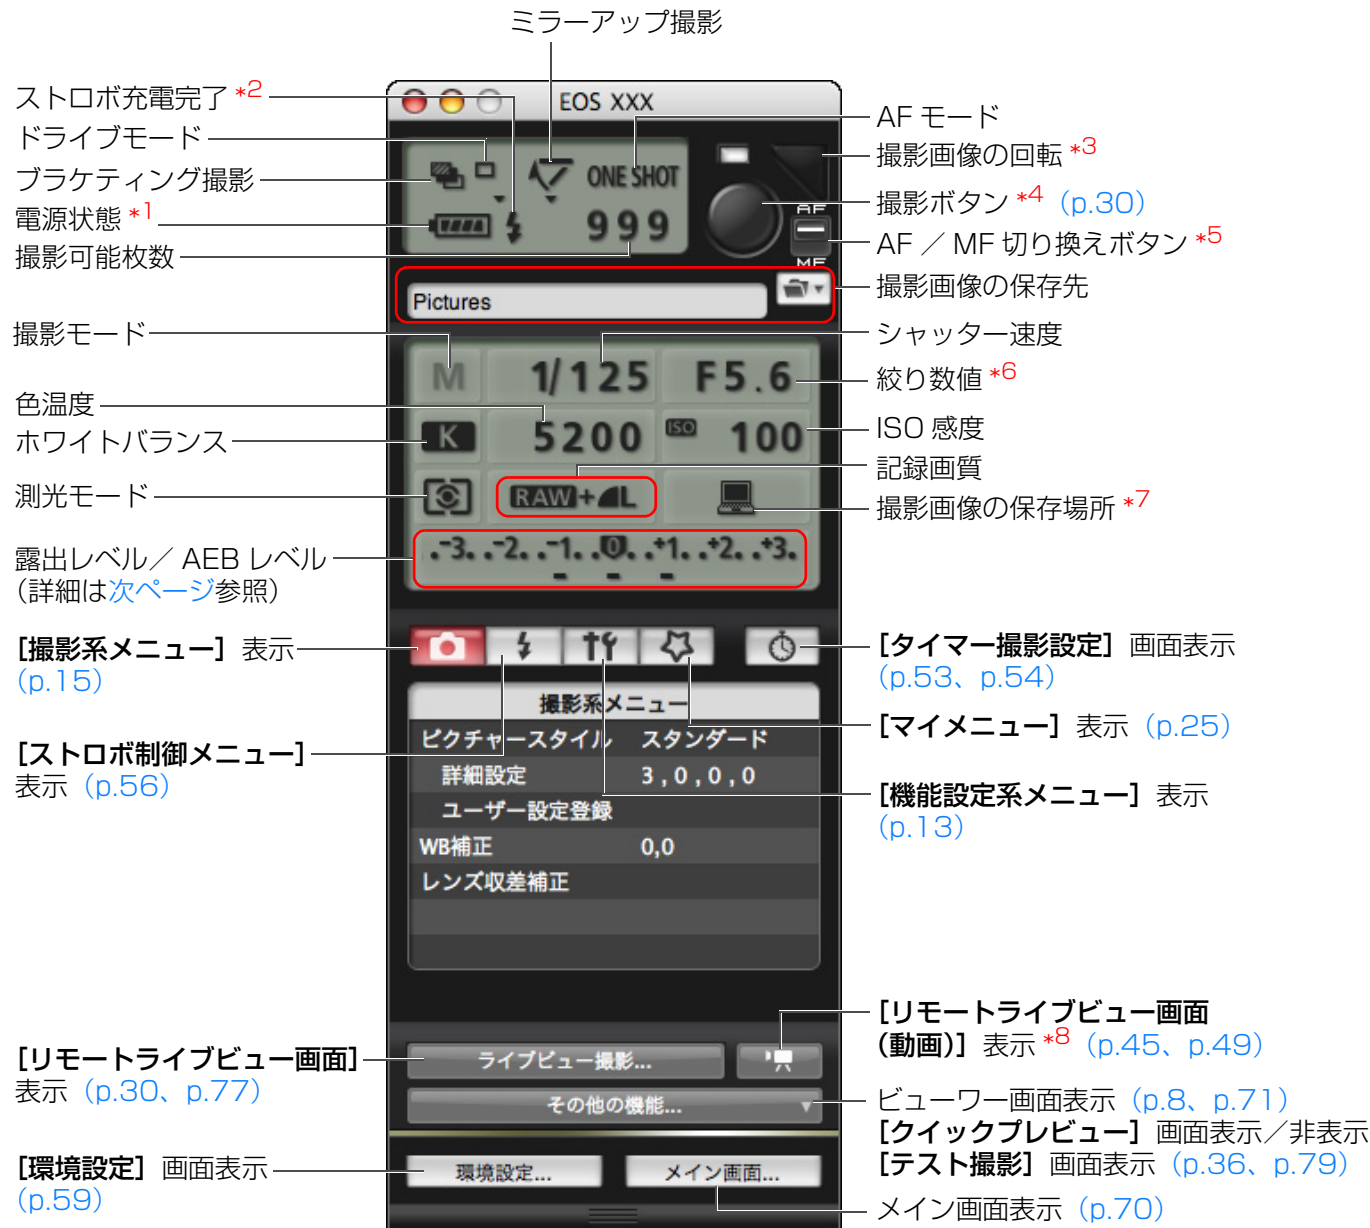 ミラーアップ撮影
ストロボ充電完了 *2
ドライブモード
ブラケティング撮影
電源状態 *1
撮影可能枚数
撮影モード
色温度
ホワイトバランス
測光モード
露出レベル／ AEB レベル
(詳細は次ページ参照)
[撮影系メニュー] 表示
(p.15)
[ストロボ制御メニュー]
表示 (p.56)
[リモートライブビュー画面]
表示 (p.30、p.77)
[環境設定] 画面表示
(p.59)
EOS XXX
ONE SHOT
999
AF
MF
Pictures
M 1/125 F5.6
K 5200 ISO 100
RAW+L
.-3. .-2. .-1. .0. .+1. .+2. .+3.
撮影系メニュー
ピクチャースタイル スタンダード
詳細設定 3,0,0,0
ユーザー設定登録
WB補正 0,0
レンズ収差補正
ライブビュー撮影...
その他の機能...
環境設定... メイン画面...
AF モード
撮影画像の回転 *3
撮影ボタン *4 (p.30)
AF ／ MF 切り換えボタン *5
撮影画像の保存先
シャッター速度
絞り数値 *6
ISO 感度
記録画質
撮影画像の保存場所 *7
[タイマー撮影設定] 画面表示
(p.53、p.54)
[マイメニュー] 表示 (p.25)
[機能設定系メニュー] 表示
(p.13)
[リモートライブビュー画面
(動画)] 表示 *8 (p.45、p.49)
ビューワー画面表示 (p.8、p.71)
[クイックプレビュー] 画面表示／非表示
[テスト撮影] 画面表示 (p.36、p.79)
メイン画面表示 (p.70)